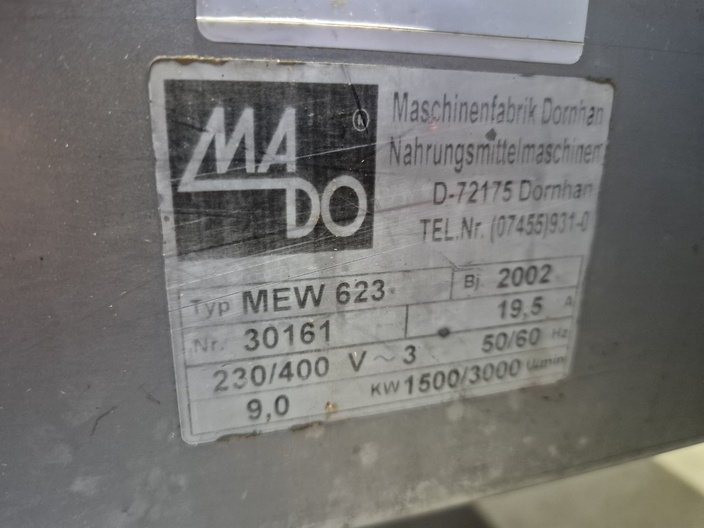 MA
DO
®
Maschinenfabrik Dornhan
Nahrungsmittelmaschinen
D-72175 Dornhan
TEL.Nr. (07455)931-0
Typ MEW 623 Bj. 2002
Nr. 30161 19,5 A
230/400 V ~ 3 50/60 Hz
9,0 KW 1500/3000 U/min